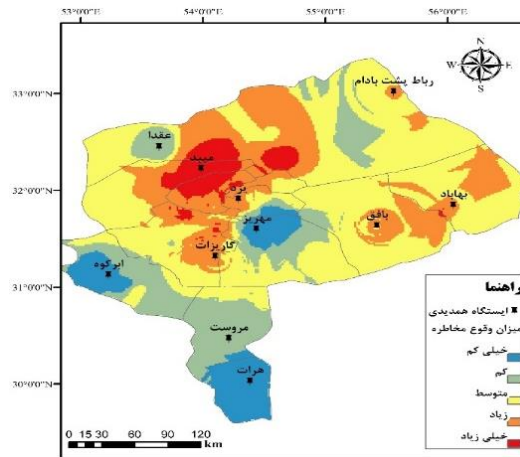 53°0'0"E 54°0'0"E 55°0'0"E 56°0'0"E
N
W E
S
33°0'0"N
32°0'0"N
31°0'0"N
30°0'0"N
رباط پشت بادام
عقدا
میبد
یزد
بهاباد
بافق
مهریز
گاریزات
ابرکوه
مروست
هرات
راهنما
ایستگاه همدیدی
میزان وقوع مخاطره
خیلی کم
کم
متوسط
زیاد
خیلی زیاد
0 15 30 60 90 120
km